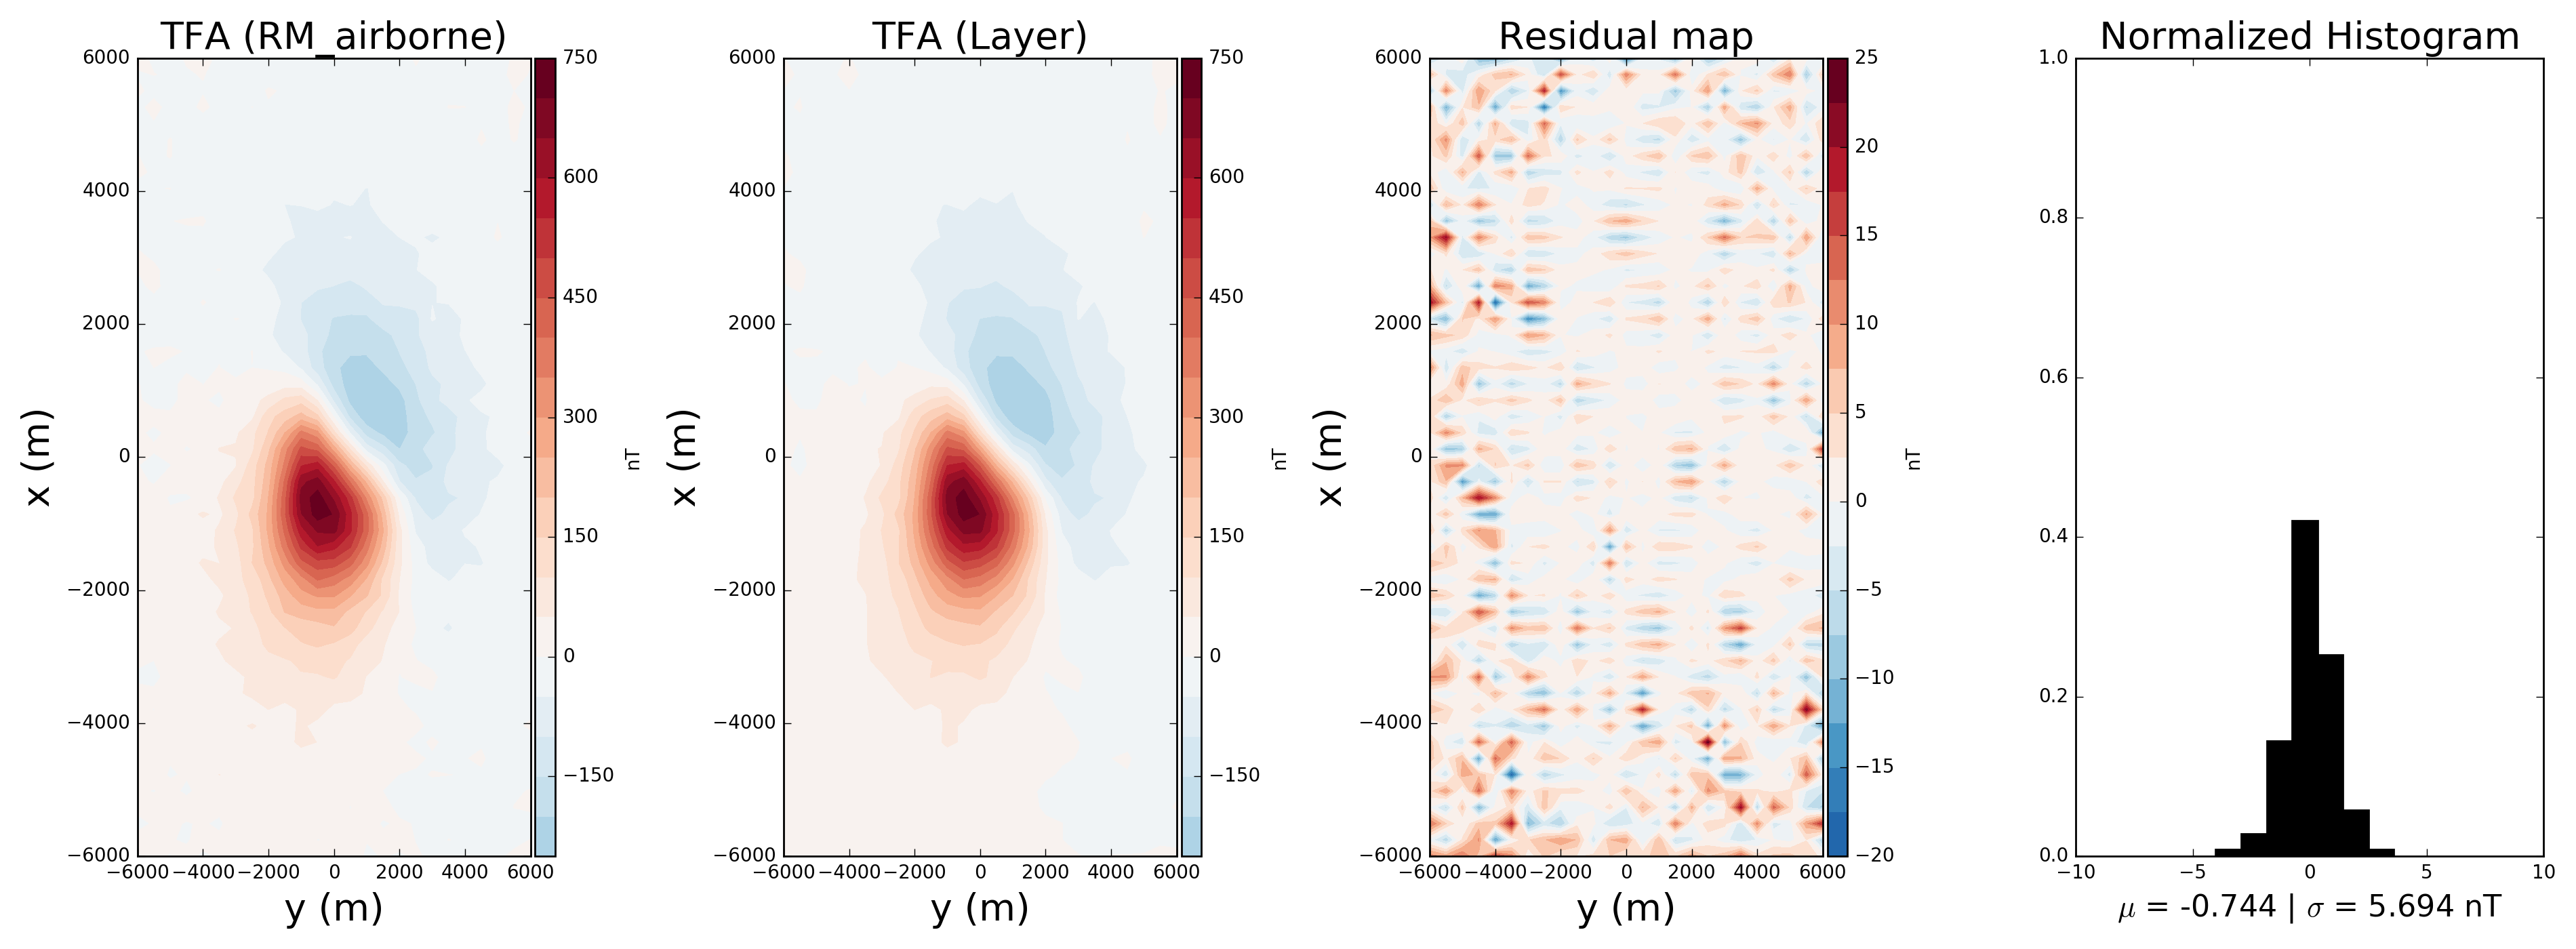 TFA (RM_airborne)
6000
4000
2000
0
−2000
−4000
−6000
x (m)
−6000 −4000 −2000 0 2000 4000 6000
y (m)
750
600
450
300
150
0
−150
nT
TFA (Layer)
6000
4000
2000
0
−2000
−4000
−6000
x (m)
−6000 −4000 −2000 0 2000 4000 6000
y (m)
750
600
450
300
150
0
−150
nT
Residual map
6000
4000
2000
0
−2000
−4000
−6000
x (m)
−6000 −4000 −2000 0 2000 4000 6000
y (m)
25
20
15
10
5
0
−5
−10
−15
−20
nT
Normalized Histogram
1.0
0.8
0.6
0.4
0.2
0.0
−10 −5 0 5 10
μ = -0.744 | σ = 5.694 nT